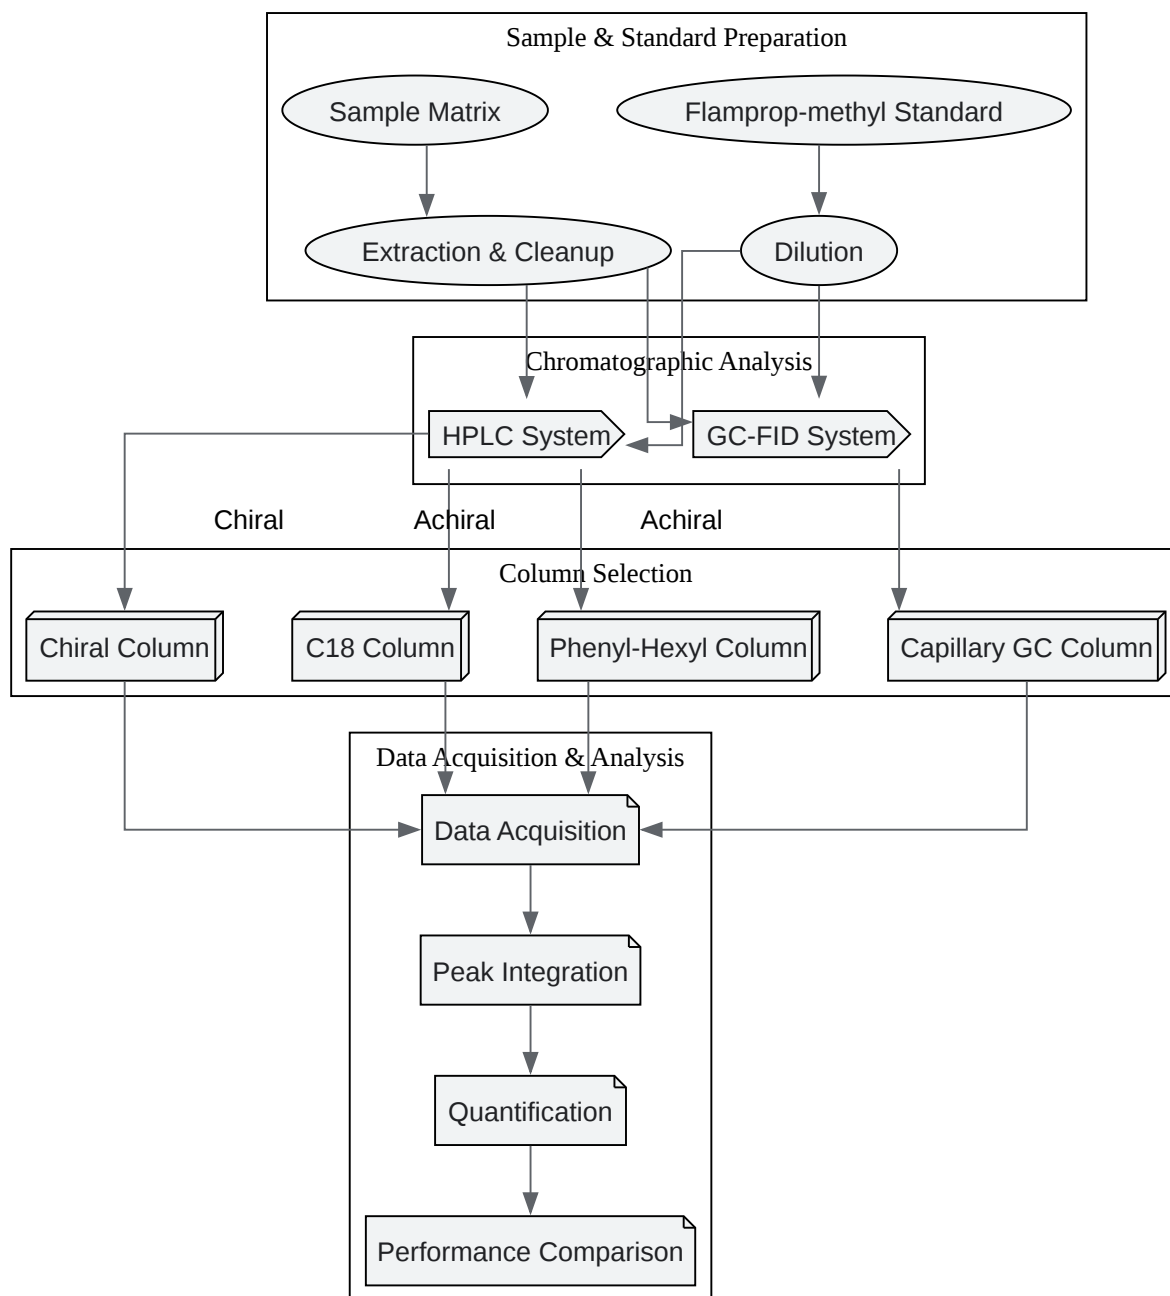 Sample & Standard Preparation
Sample Matrix
Flamprop-methyl Standard
Extraction & Cleanup
Dilution
Chromatographic Analysis
HPLC System
GC-FID System
Chiral
Achiral
Achiral
Column Selection
Chiral Column
C18 Column
Phenyl-Hexyl Column
Capillary GC Column
Data Acquisition & Analysis
Data Acquisition
Peak Integration
Quantification
Performance Comparison